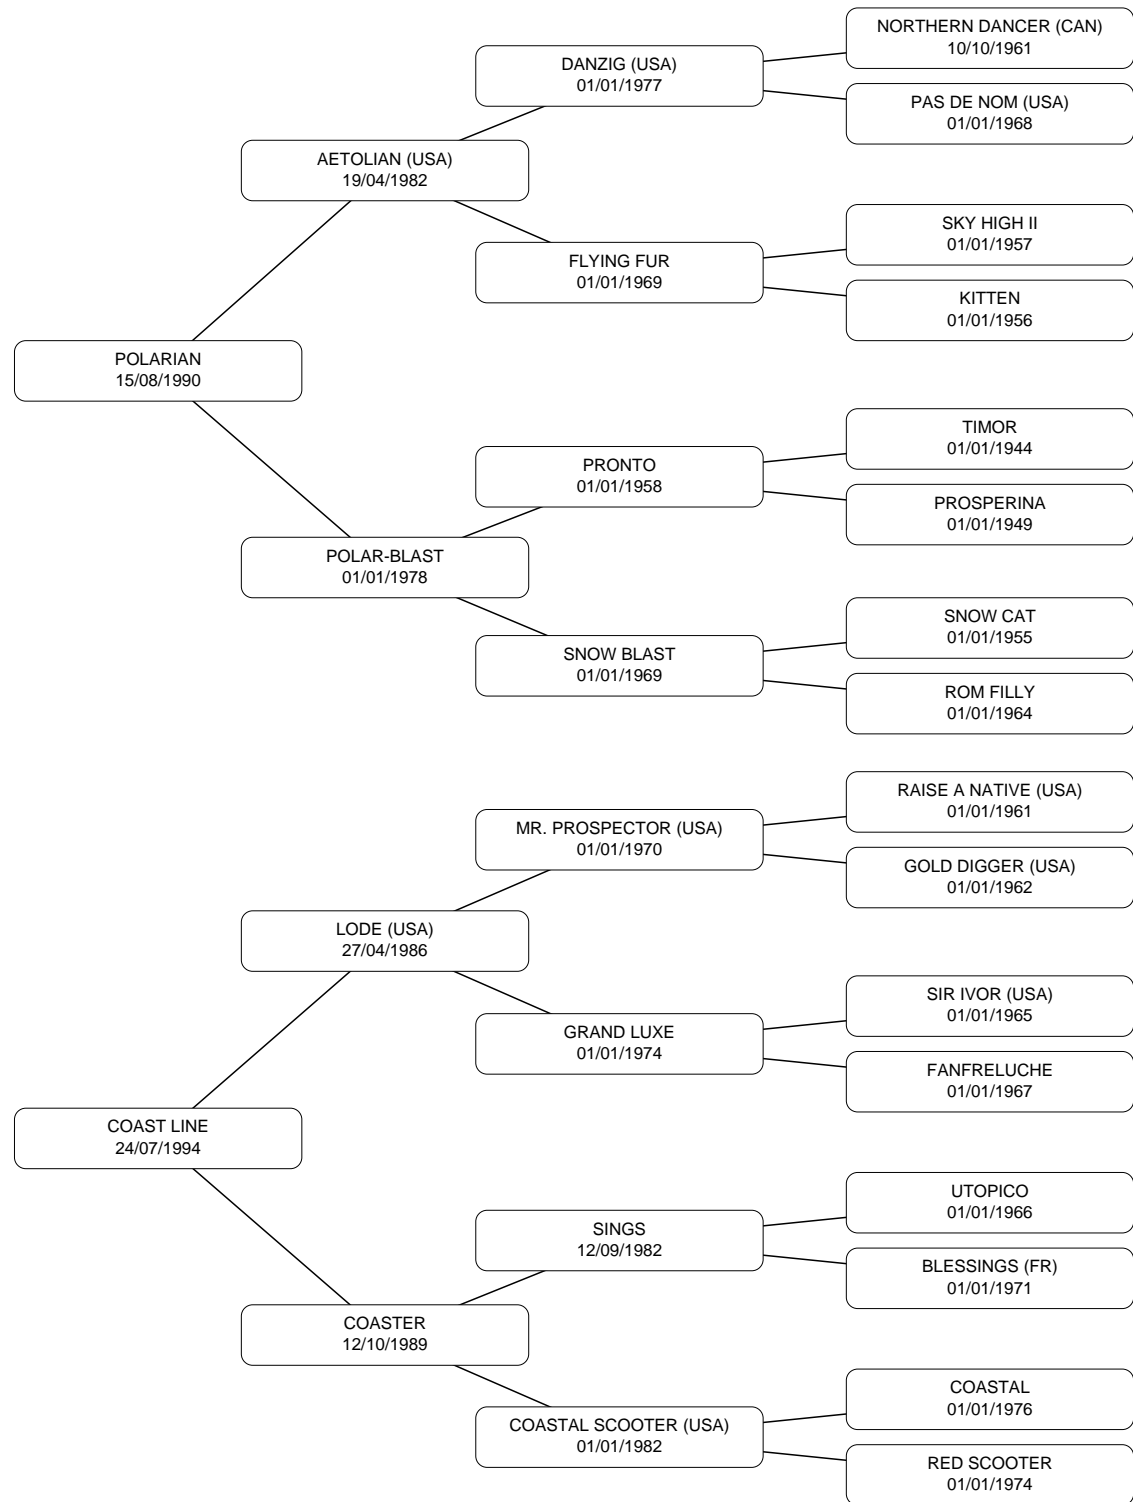 NORTHERN DANCER (CAN)
10/10/1961
DANZIG (USA)
01/01/1977
PAS DE NOM (USA)
01/01/1968
AETOLIAN (USA)
19/04/1982
SKY HIGH II
01/01/1957
FLYING FUR
01/01/1969
KITTEN
01/01/1956
POLARIAN
15/08/1990
TIMOR
01/01/1944
PRONTO
01/01/1958
PROSPERINA
01/01/1949
POLAR-BLAST
01/01/1978
SNOW CAT
01/01/1955
SNOW BLAST
01/01/1969
ROM FILLY
01/01/1964
RAISE A NATIVE (USA)
01/01/1961
MR. PROSPECTOR (USA)
01/01/1970
GOLD DIGGER (USA)
01/01/1962
LODE (USA)
27/04/1986
SIR IVOR (USA)
01/01/1965
GRAND LUXE
01/01/1974
FANFRELUCHE
01/01/1967
COAST LINE
24/07/1994
UTOPICO
01/01/1966
SINGS
12/09/1982
BLESSINGS (FR)
01/01/1971
COASTER
12/10/1989
COASTAL
01/01/1976
COASTAL SCOOTER (USA)
01/01/1982
RED SCOOTER
01/01/1974